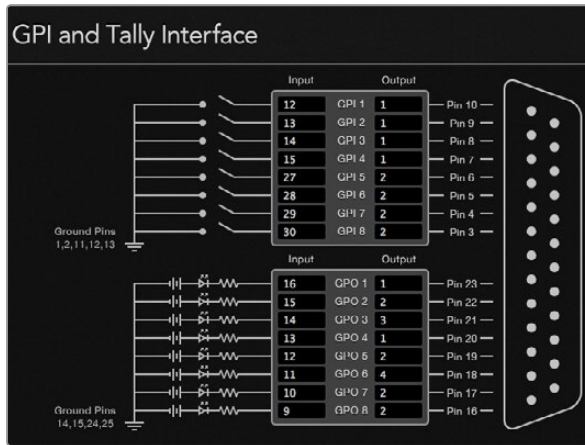 GPI and Tally Interface
Input Output
12 GPI 1 1 Pin 10
13 GPI 2 1 Pin 9
14 GPI 3 1 Pin 8
15 GPI 4 1 Pin 7
27 GPI 5 2 Pin 6
28 GPI 6 2 Pin 5
29 GPI 7 2 Pin 4
30 GPI 8 2 Pin 3
Ground Pins
1,2,11,12,13
Input Output
16 GPO 1 1 Pin 23
15 GPO 2 2 Pin 22
14 GPO 3 3 Pin 21
13 GPO 4 1 Pin 20
12 GPO 5 2 Pin 19
11 GPO 6 4 Pin 18
10 GPO 7 2 Pin 17
9 GPO 8 2 Pin 16
Ground Pins
14,15,24,25